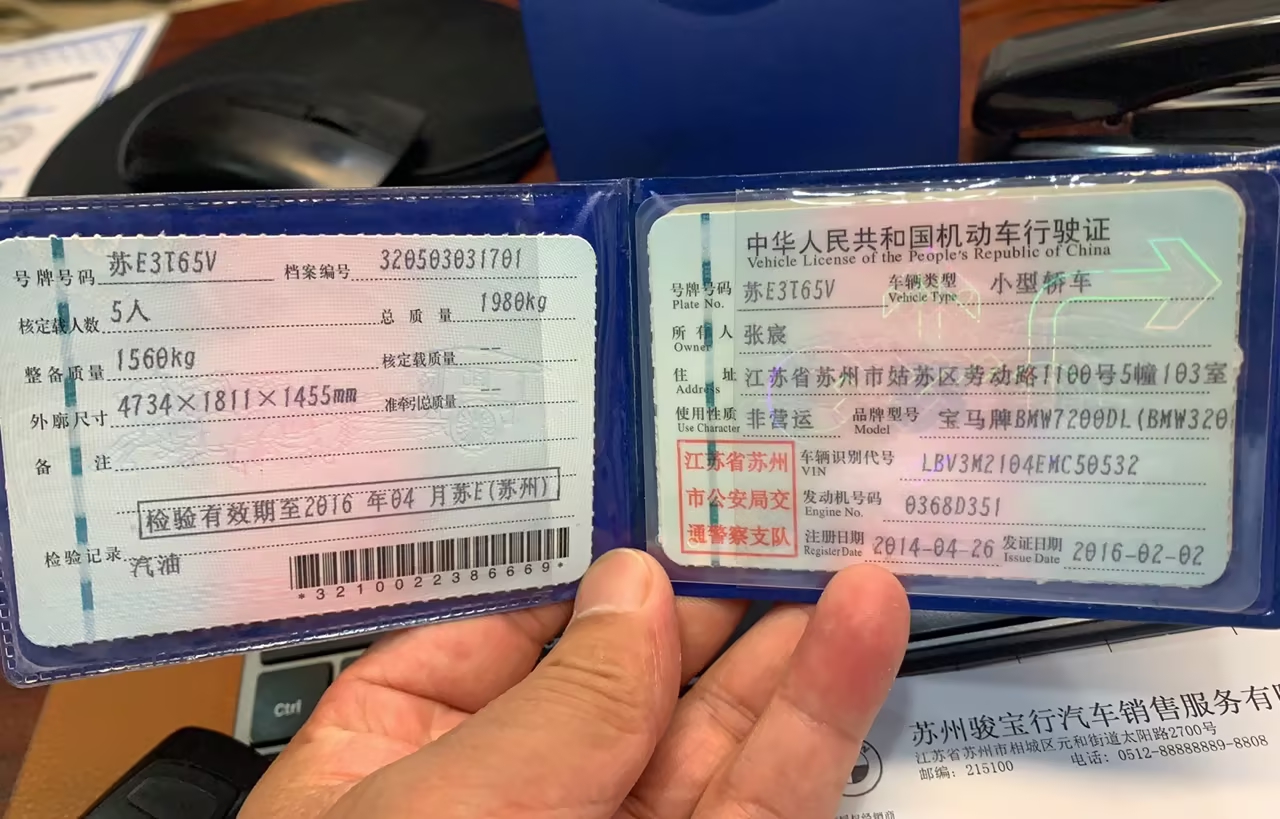 号牌号码 苏E3T65V 档案编号 320503031701
核定载人数 5人 总质量 1980kg
整备质量 1560kg 核定载质量 --
外廓尺寸 4734×1811×1455mm 准牵引总质量 --
备注
检验有效期至2016年04月苏E(苏州)
检验记录 汽油
*3210022386669*
中华人民共和国机动车行驶证
Vehicle License of the People's Republic of China
号牌号码 苏E3T65V 车辆类型 小型轿车
Plate No. Vehicle Type
所有人 张宸
Owner
住址 江苏省苏州市姑苏区劳动路1100号5幢103室
Address
使用性质 非营运 品牌型号 宝马牌BMW7200DL(BMW320
Use Character Model
江苏省苏州
市公安局交
通警察支队
车辆识别代号 LBV3M2104EMC50532
VIN
发动机号码 0368D351
Engine No.
注册日期 2014-04-26 发证日期 2016-02-02
Register Date Issue Date
Ctrl
苏州骏宝行汽车销售服务有
江苏省苏州市相城区元和街道太阳路2700号
邮编：215100 电话：0512-88888889-8808